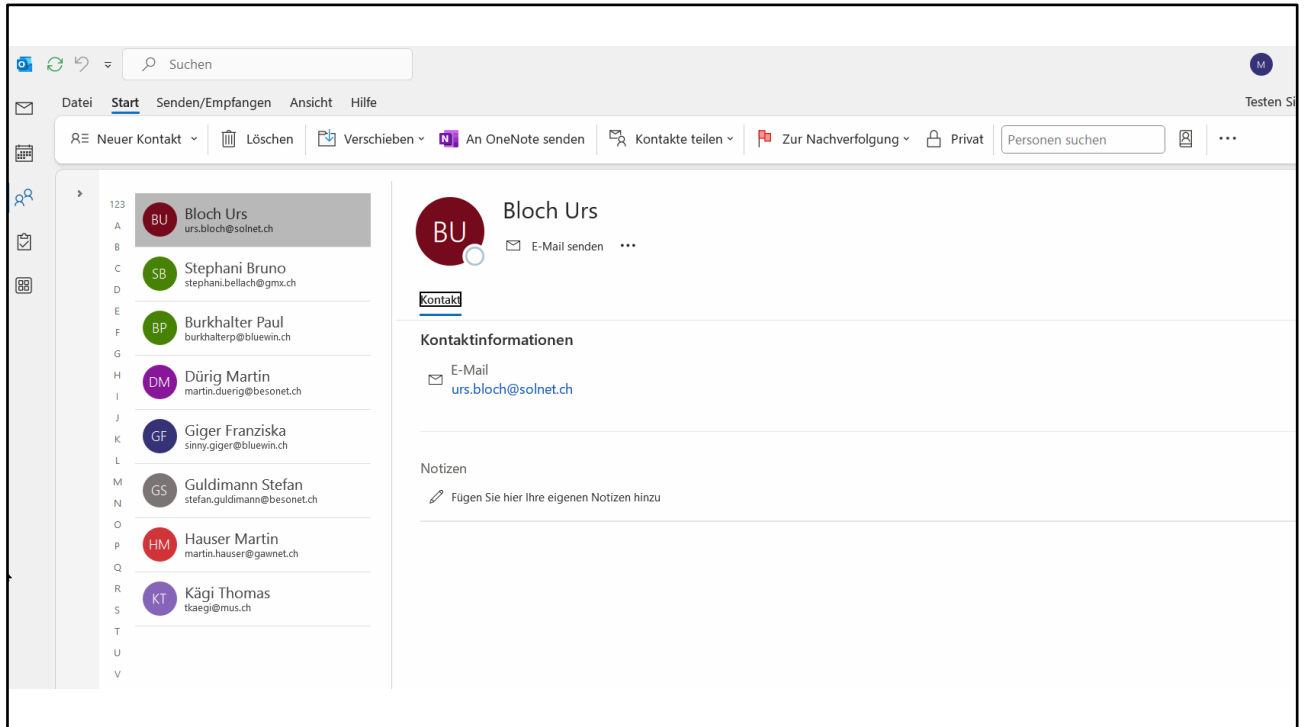 Suchen
M
Datei Start Senden/Empfangen Ansicht Hilfe
Testen Si
Neuer Kontakt Löschen Verschieben An OneNote senden Kontakte teilen Zur Nachverfolgung Privat Personen suchen ...
123
A
B
C
D
E
F
G
H
I
J
K
L
M
N
O
P
Q
R
S
T
U
V
BU Bloch Urs
urs.bloch@solnet.ch
SB Stephani Bruno
stephani.bellach@gmx.ch
BP Burkhalter Paul
burkhalterp@bluewin.ch
DM Dürig Martin
martin.duerig@besonet.ch
GF Giger Franziska
sinny.giger@bluewin.ch
GS Guldimann Stefan
stefan.guldimann@besonet.ch
HM Hauser Martin
martin.hauser@gawnet.ch
KT Kägi Thomas
tkaegi@mus.ch
BU Bloch Urs
E-Mail senden ...
Kontakt
Kontaktinformationen
E-Mail
urs.bloch@solnet.ch
Notizen
Fügen Sie hier Ihre eigenen Notizen hinzu